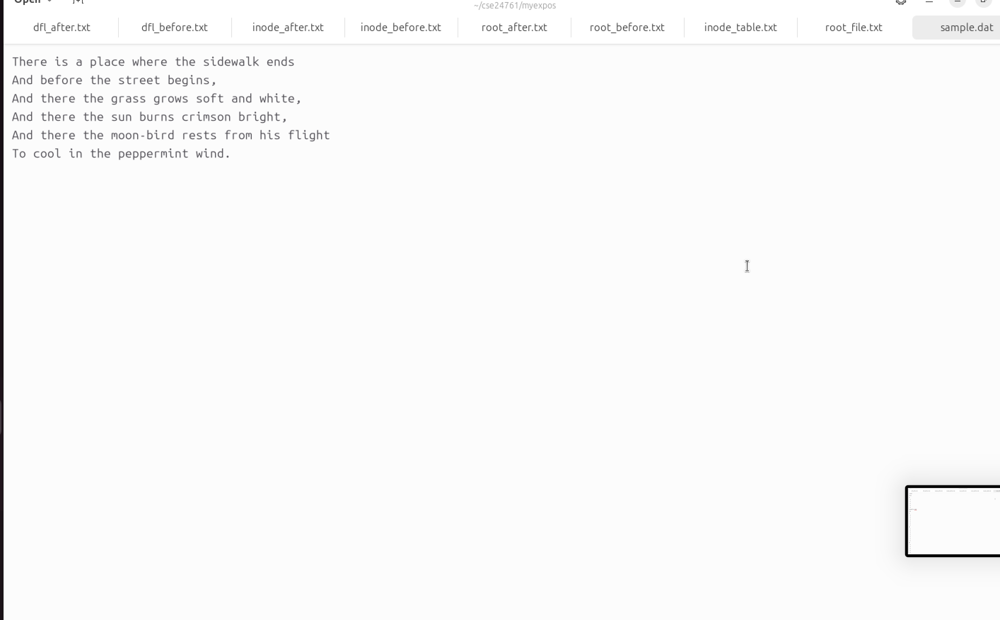 Open
~/cse24761/myexpos
dfl_after.txt
dfl_before.txt
inode_after.txt
inode_before.txt
root_after.txt
root_before.txt
inode_table.txt
root_file.txt
sample.dat
There is a place where the sidewalk ends
And before the street begins,
And there the grass grows soft and white,
And there the sun burns crimson bright,
And there the moon-bird rests from his flight
To cool in the peppermint wind.